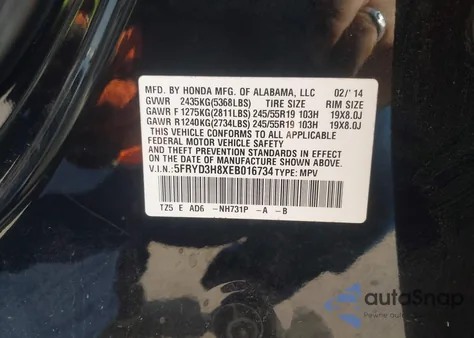 MFD. BY HONDA MFG. OF ALABAMA, LLC 02/'14
GVWR 2435KG(5368LBS) TIRE SIZE RIM SIZE
GAWR F 1275KG(2811LBS) 245/55R19 103H 19X8.0J
GAWR R 1240KG(2734LBS) 245/55R19 103H 19X8.0J
THIS VEHICLE CONFORMS TO ALL APPLICABLE
FEDERAL MOTOR VEHICLE SAFETY
AND THEFT PREVENTION STANDARDS IN EFFECT
ON THE DATE OF MANUFACTURE SHOWN ABOVE.
V.I.N.:5FRYD3H8XEB016734 TYPE: MPV
TZ5 E AD6 -NH731P -A -B
autoSnap
Pewne auto